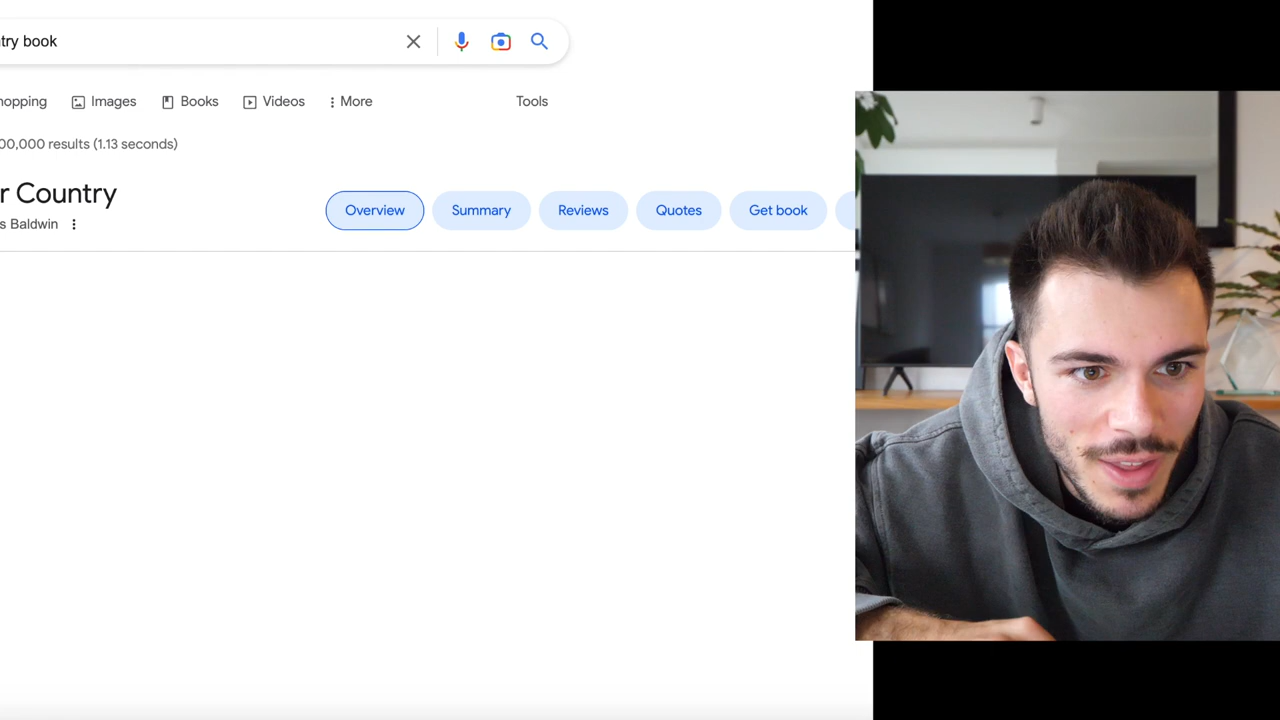 try book
hopping Images Books Videos More Tools
00,000 results (1.13 seconds)
r Country
s Baldwin
Overview Summary Reviews Quotes Get book